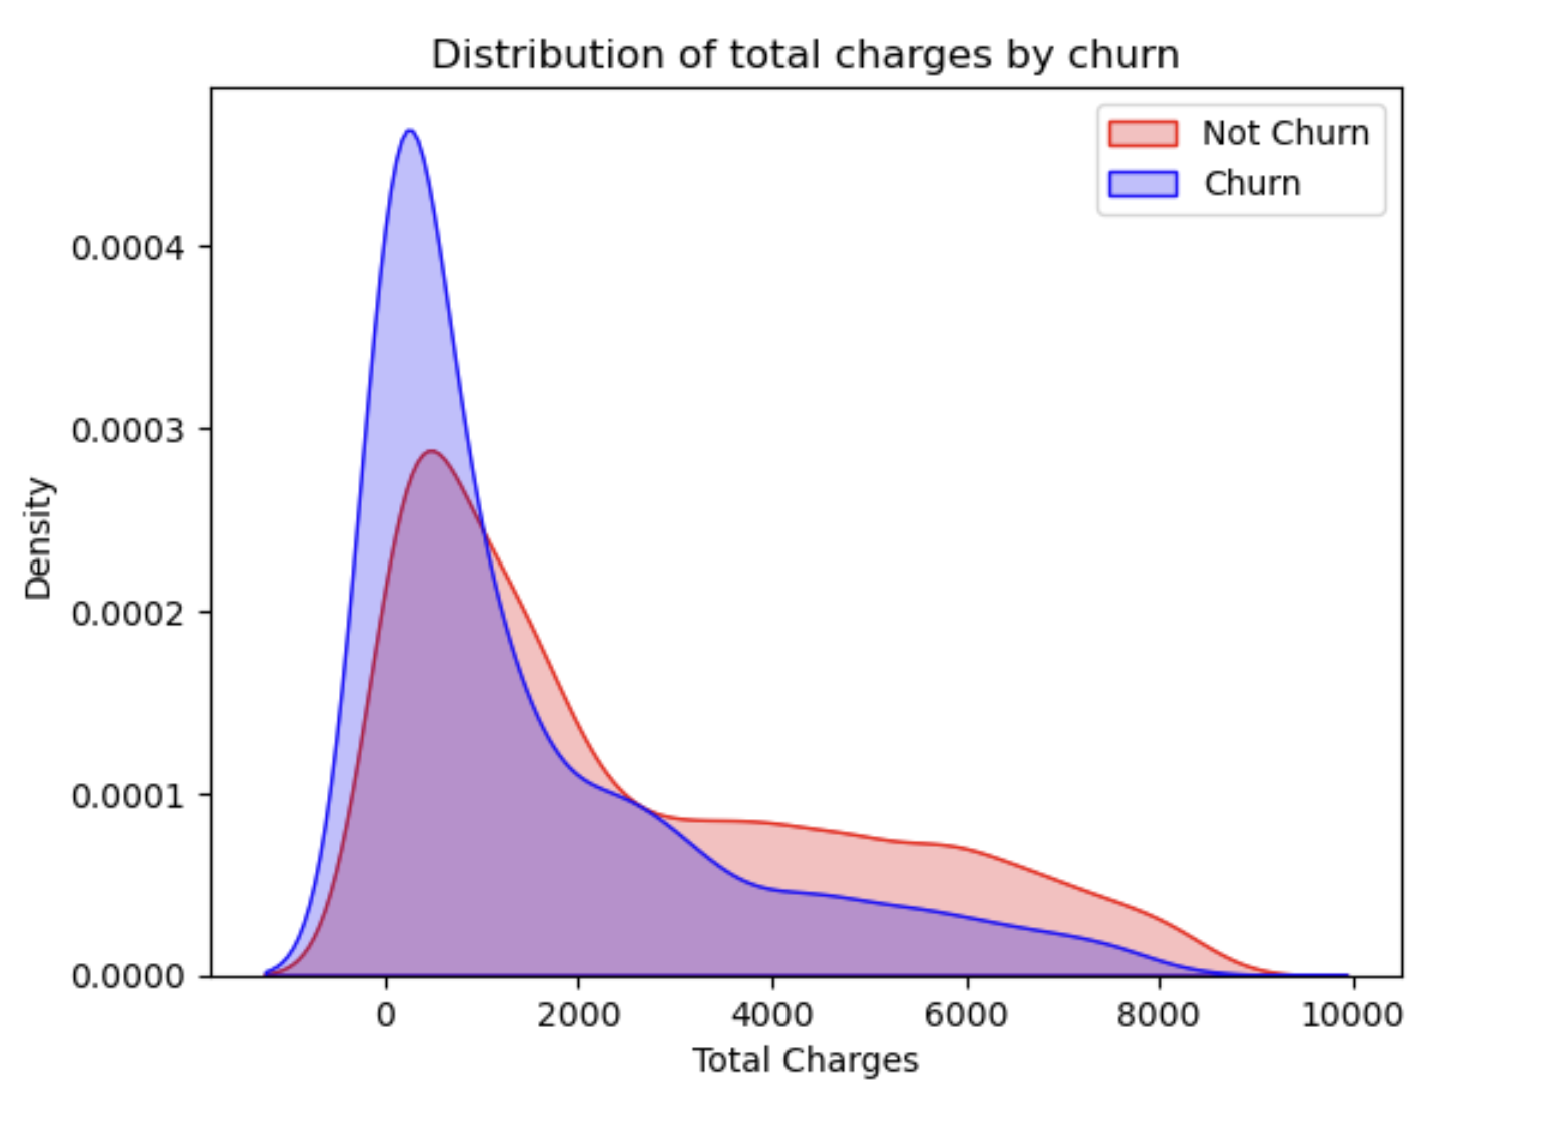 Distribution of total charges by churn
Not Churn
Churn
0.0004
0.0003
0.0002
0.0001
0.0000
Density
0 2000 4000 6000 8000 10000
Total Charges